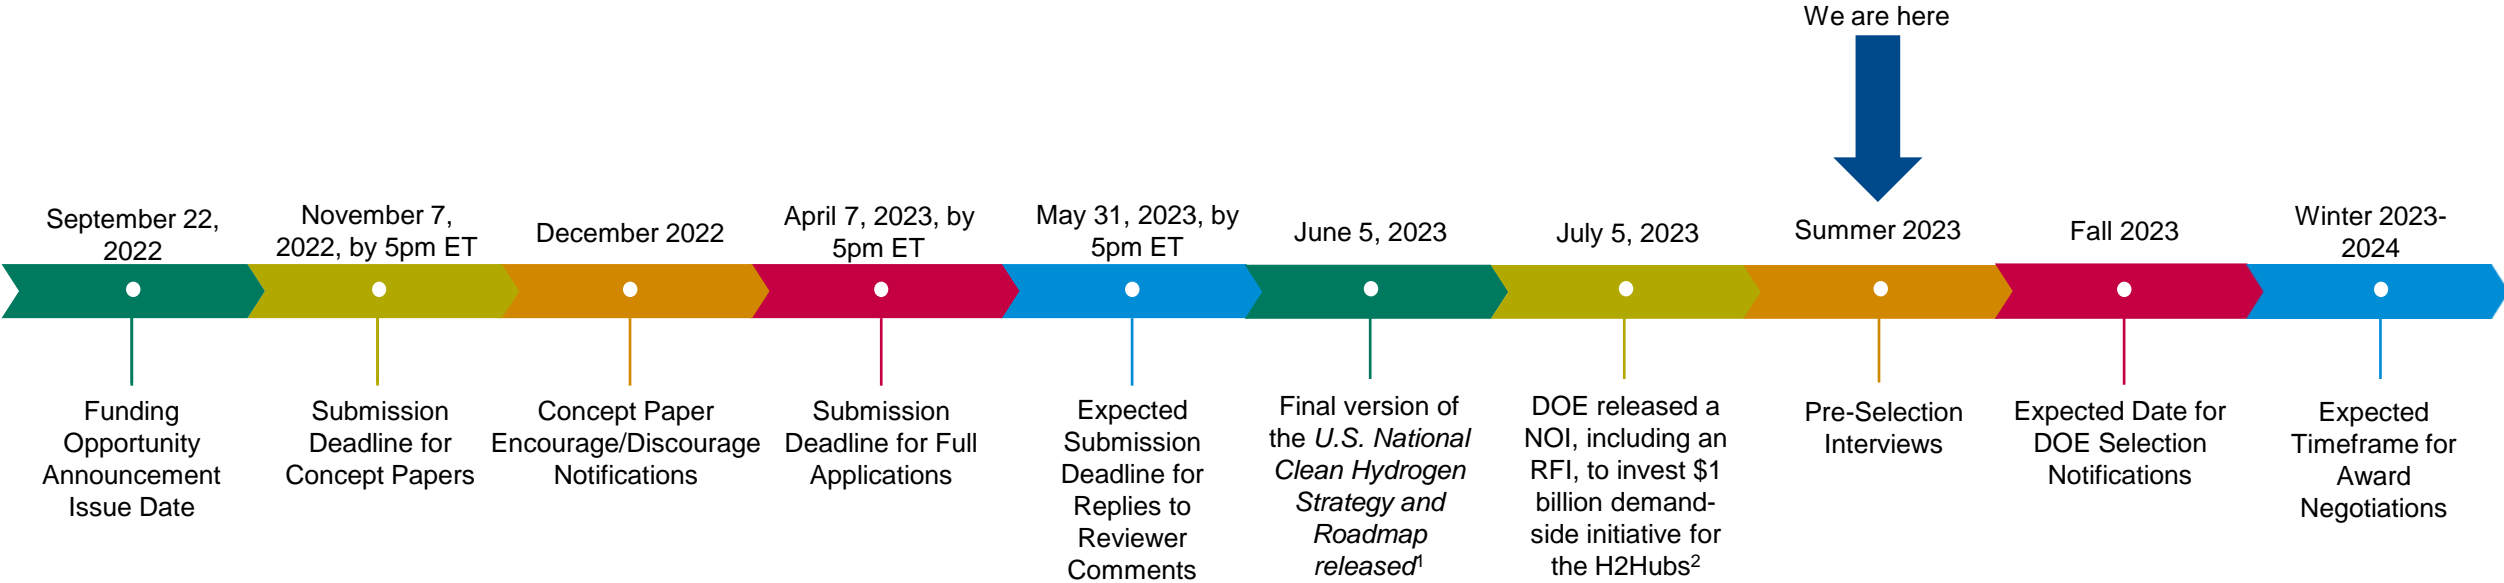 We are here
September 22,
2022
November 7,
2022, by 5pm ET
December 2022
April 7, 2023, by
5pm ET
May 31, 2023, by
5pm ET
June 5, 2023
July 5, 2023
Summer 2023
Fall 2023
Winter 2023-
2024
Funding
Opportunity
Announcement
Issue Date
Submission
Deadline for
Concept Papers
Concept Paper
Encourage/Discourage
Notifications
Submission
Deadline for Full
Applications
Expected
Submission
Deadline for
Replies to
Reviewer
Comments
Final version of
the U.S. National
Clean Hydrogen
Strategy and
Roadmap
released¹
DOE released a
NOI, including an
RFI, to invest $1
billion demand-
side initiative for
the H2Hubs²
Pre-Selection
Interviews
Expected Date for
DOE Selection
Notifications
Expected
Timeframe for
Award
Negotiations